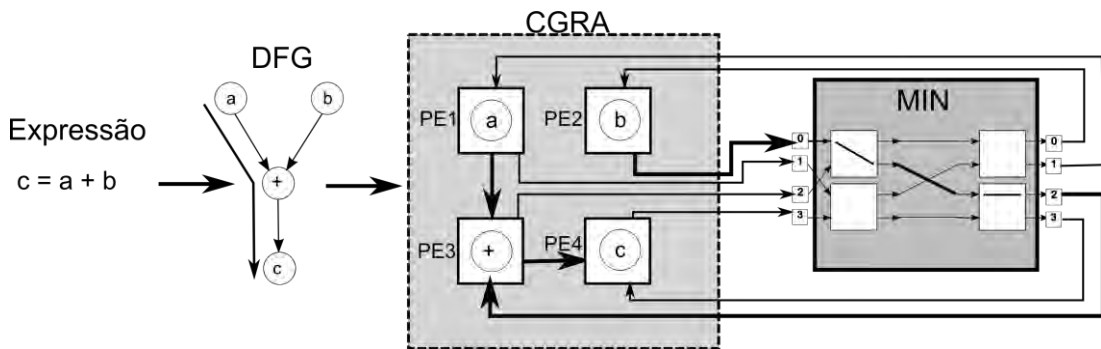 CGRA
DFG
MIN
Expressão
c = a + b
a
b
+
c
PE1
a
PE2
b
PE3
+
PE4
c
0
1
2
3
0
1
2
3